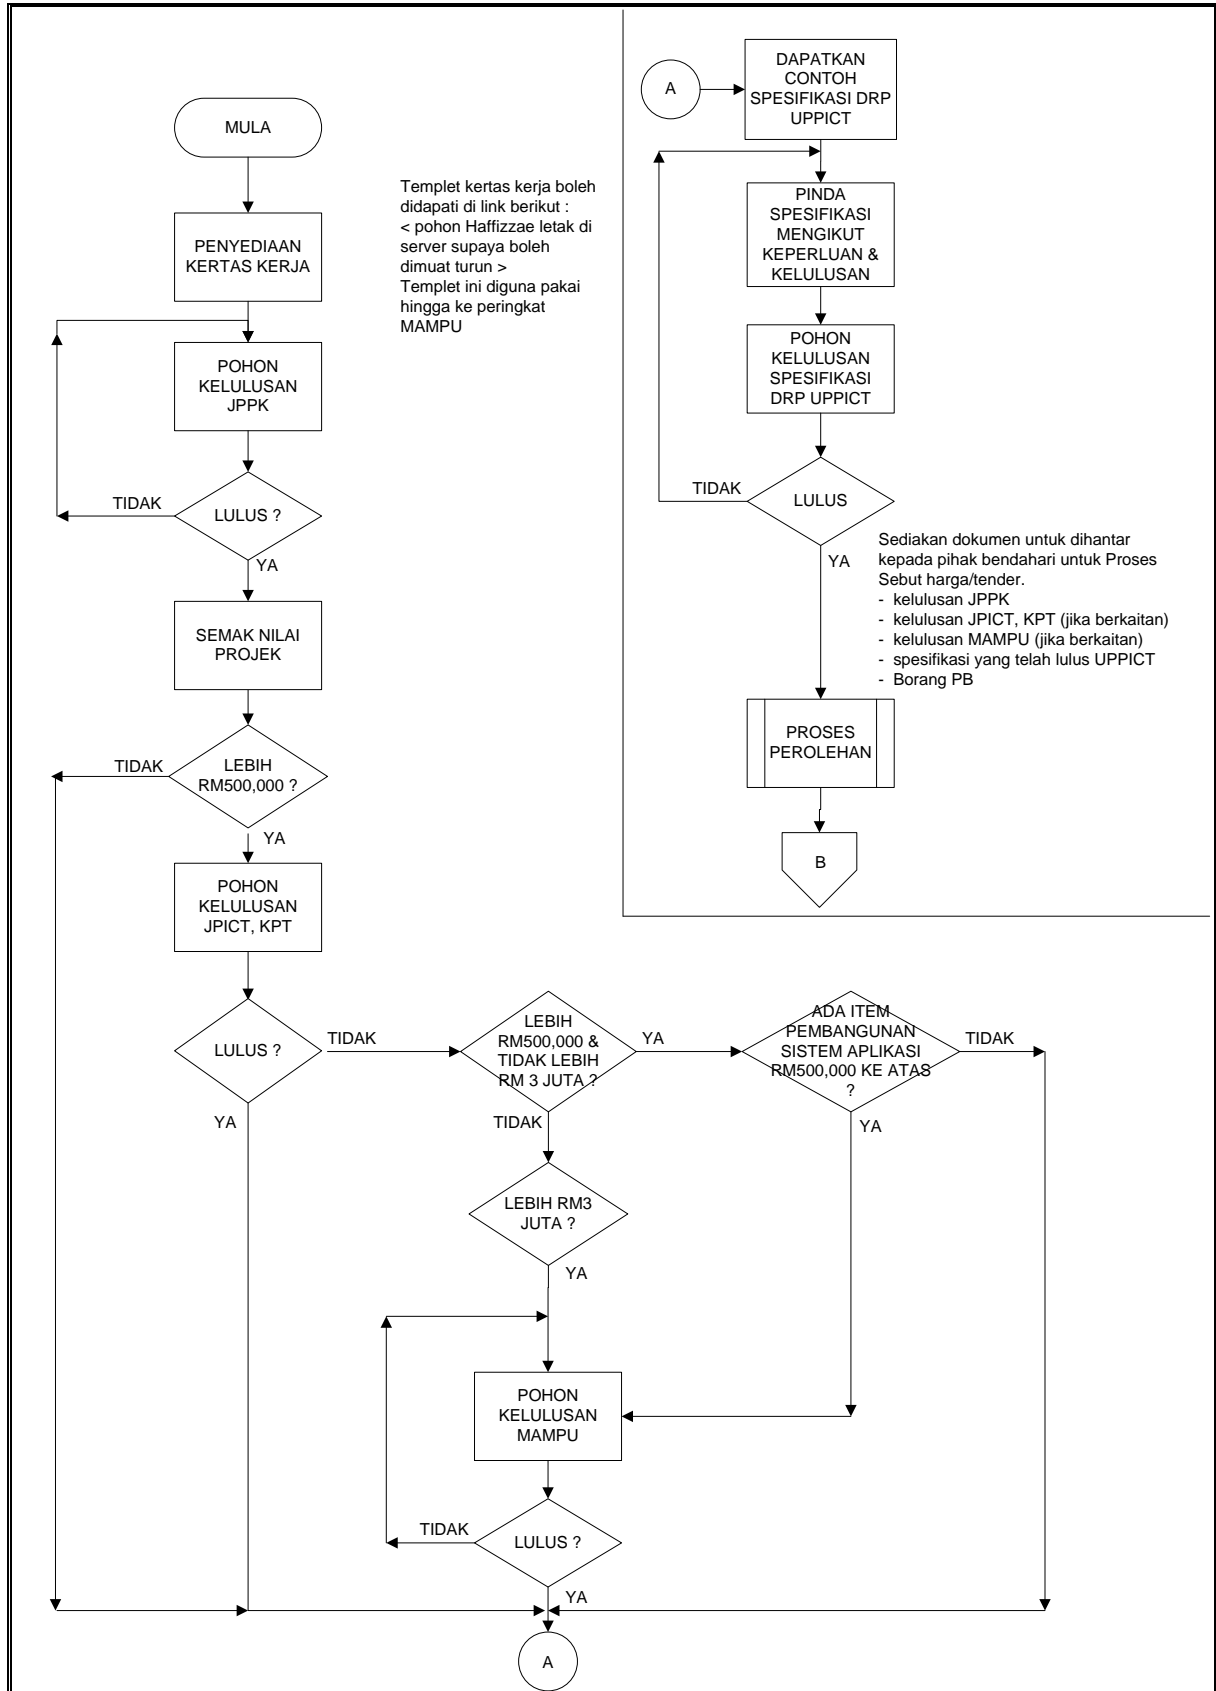 MULA
PENYEDIAAN
KERTAS KERJA
Templet kertas kerja boleh
didapati di link berikut :
< pohon Haffizzae letak di
server supaya boleh
dimuat turun >
Templet ini diguna pakai
hingga ke peringkat
MAMPU
POHON
KELULUSAN
JPPK
TIDAK
LULUS ?
YA
SEMAK NILAI
PROJEK
TIDAK
LEBIH
RM500,000 ?
YA
POHON
KELULUSAN
JPICT, KPT
LULUS ?
TIDAK
YA
LEBIH
RM500,000 &
TIDAK LEBIH
RM 3 JUTA ?
YA
TIDAK
ADA ITEM
PEMBANGUNAN
SISTEM APLIKASI
RM500,000 KE ATAS
?
TIDAK
YA
LEBIH RM3
JUTA ?
YA
POHON
KELULUSAN
MAMPU
TIDAK
LULUS ?
YA
A
A
DAPATKAN
CONTOH
SPESIFIKASI DRP
UPPICT
PINDA
SPESIFIKASI
MENGIKUT
KEPERLUAN &
KELULUSAN
POHON
KELULUSAN
SPESIFIKASI
DRP UPPICT
TIDAK
LULUS
YA
Sediakan dokumen untuk dihantar
kepada pihak bendahari untuk Proses
Sebut harga/tender.
- kelulusan JPPK
- kelulusan JPICT, KPT (jika berkaitan)
- kelulusan MAMPU (jika berkaitan)
- spesifikasi yang telah lulus UPPICT
- Borang PB
PROSES
PEROLEHAN
B